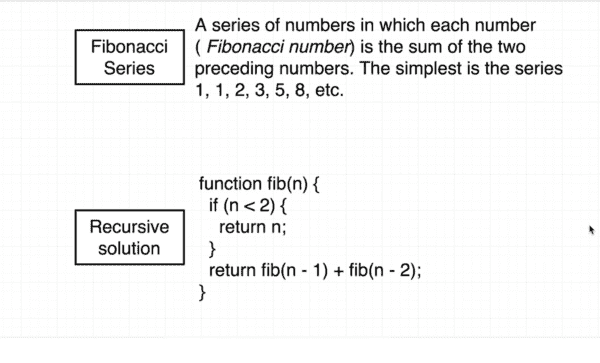 Fibonacci
Series
A series of numbers in which each number
( Fibonacci number) is the sum of the two
preceding numbers. The simplest is the series
1, 1, 2, 3, 5, 8, etc.
Recursive
solution
function fib(n) {
if (n < 2) {
return n;
}
return fib(n - 1) + fib(n - 2);
}